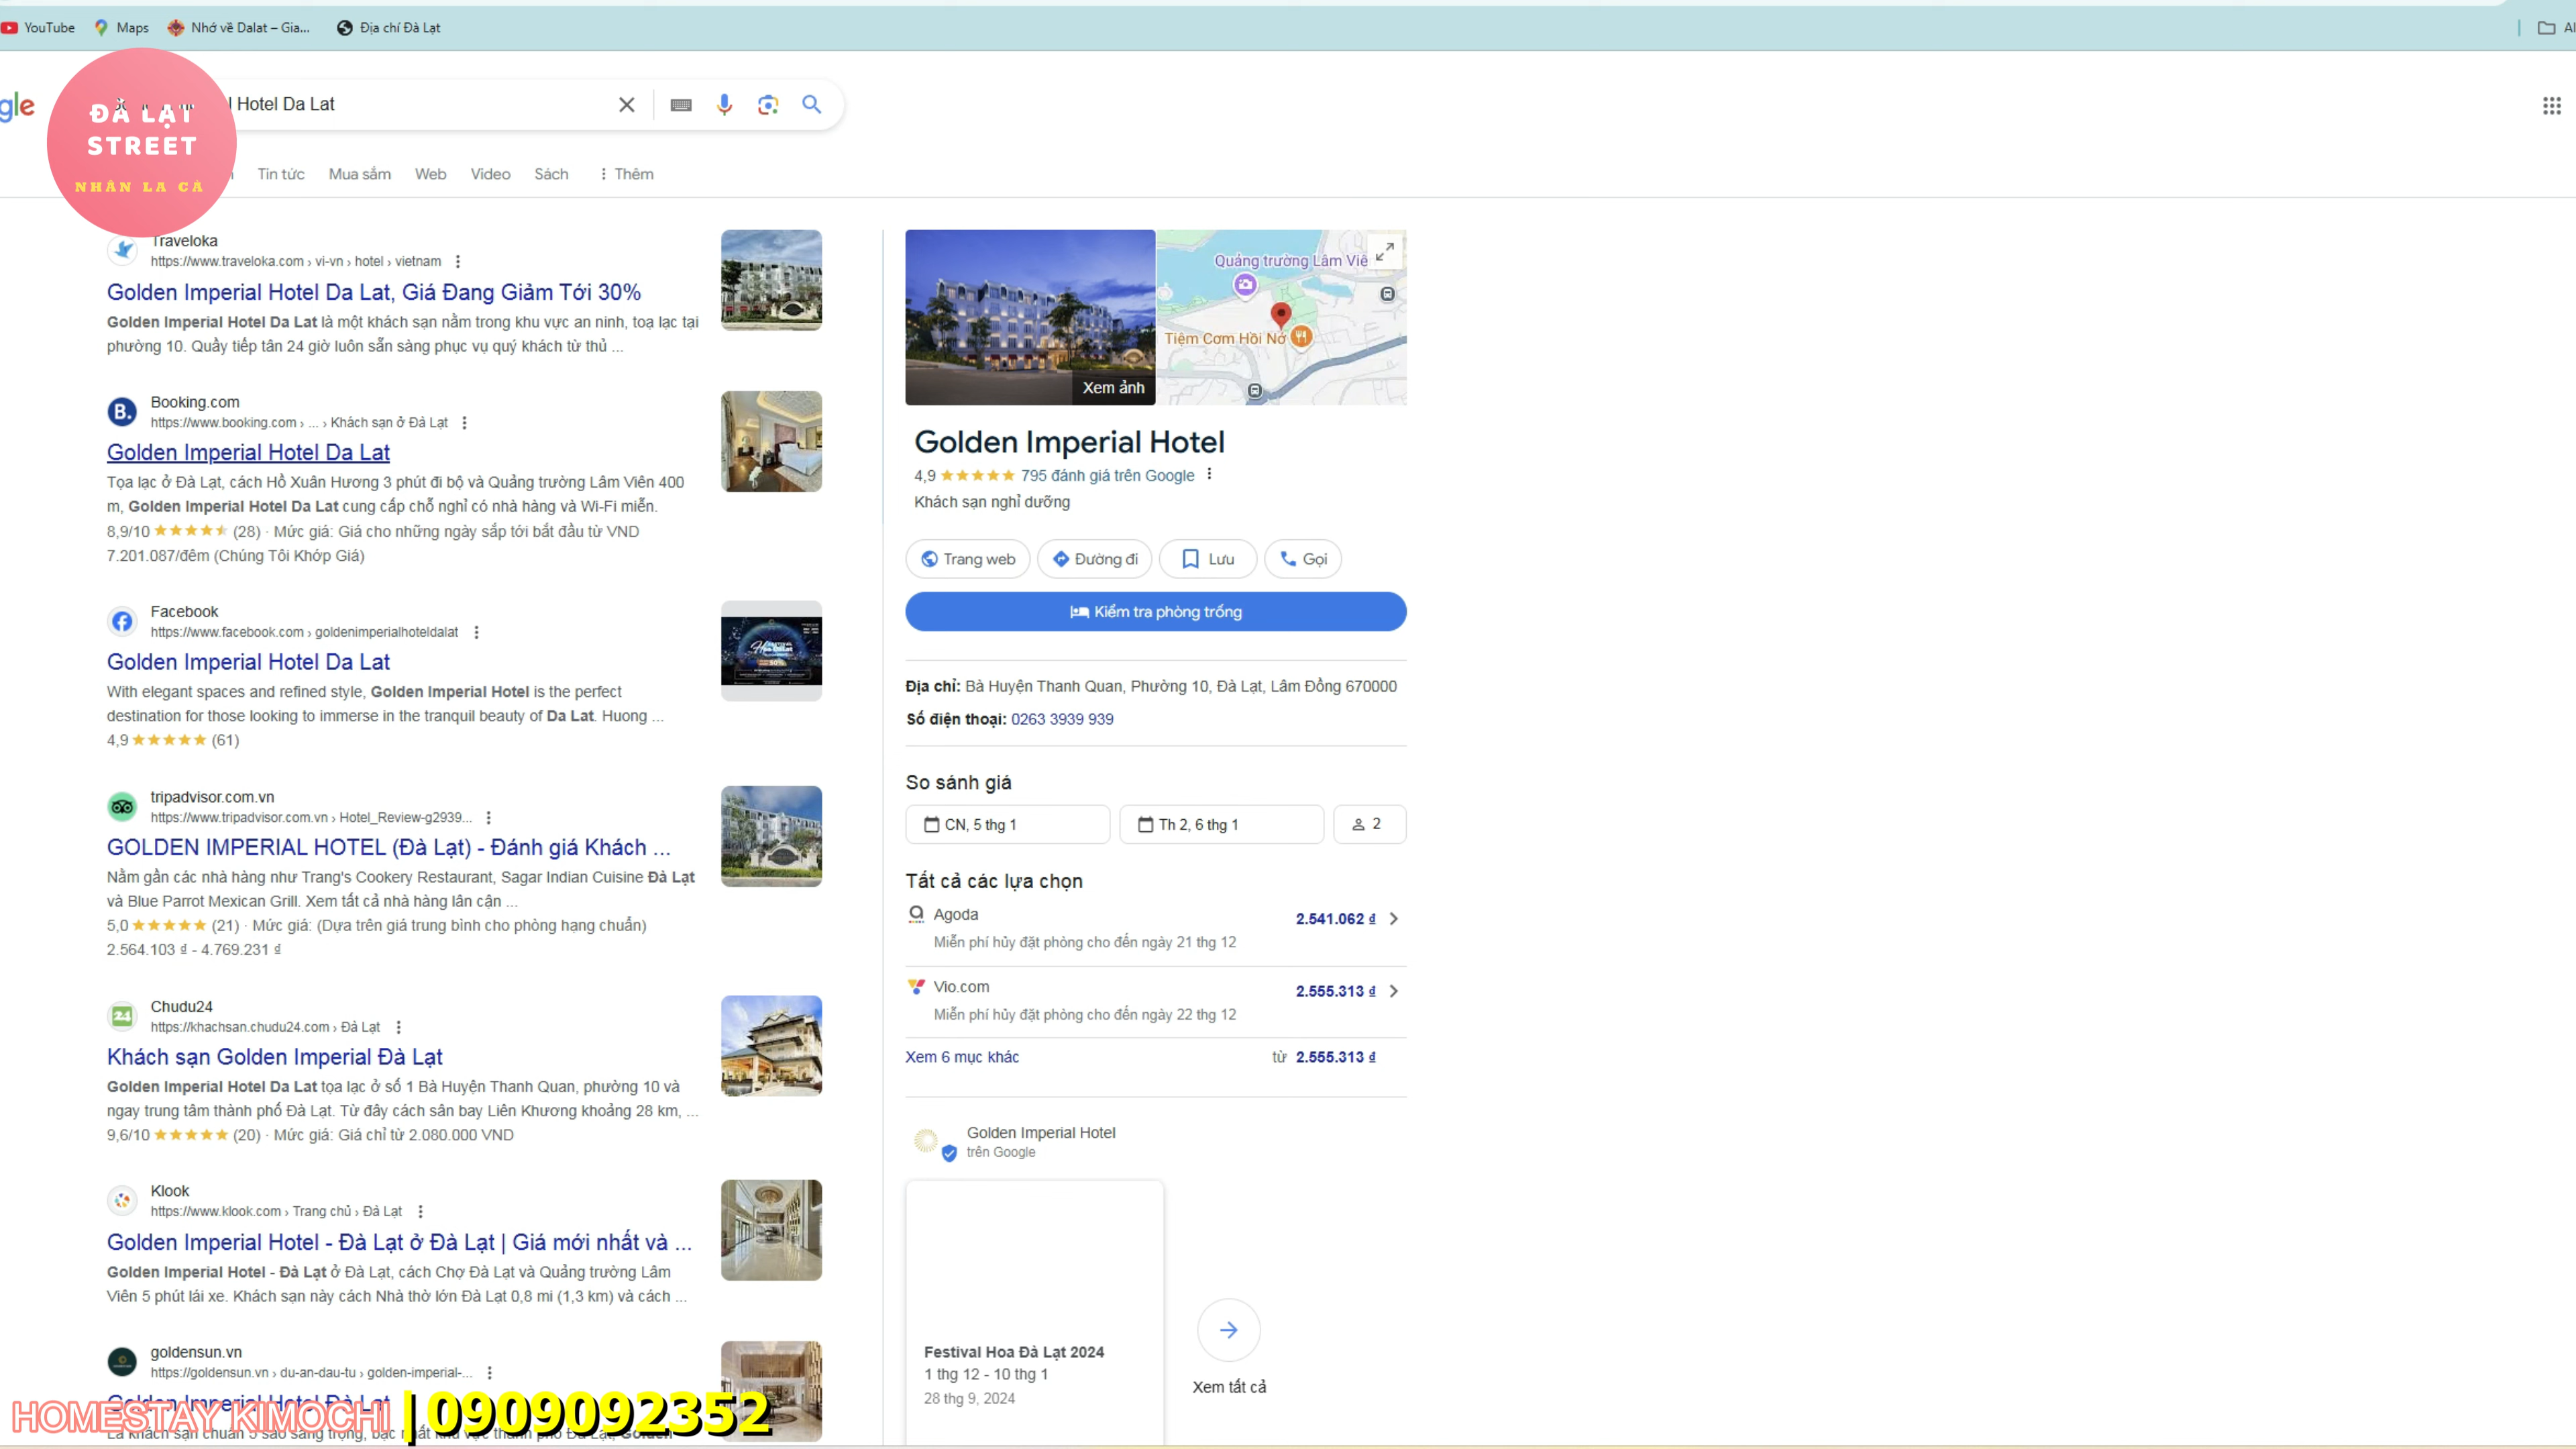 YouTube
Maps
Nhớ về Dalat – Gia...
Địa chỉ Đà Lạt
gle
ĐÀ LẠT
STREET
NHÂN LA CÀ
l Hotel Da Lat
Tin tức
Mua sắm
Web
Video
Sách
Thêm
Traveloka
https://www.traveloka.com › vi-vn › hotel › vietnam
Golden Imperial Hotel Da Lat, Giá Đang Giảm Tới 30%
Golden Imperial Hotel Da Lat là một khách sạn nằm trong khu vực an ninh, toạ lạc tại
phường 10. Quầy tiếp tân 24 giờ luôn sẵn sàng phục vụ quý khách từ thủ ...
B.
Booking.com
https://www.booking.com › ... › Khách sạn ở Đà Lạt
Golden Imperial Hotel Da Lat
Tọa lạc ở Đà Lạt, cách Hồ Xuân Hương 3 phút đi bộ và Quảng trường Lâm Viên 400
m, Golden Imperial Hotel Da Lat cung cấp chỗ nghỉ có nhà hàng và Wi-Fi miễn.
8,9/10 (28) · Mức giá: Giá cho những ngày sắp tới bắt đầu từ VND
7.201.087/đêm (Chúng Tôi Khớp Giá)
Facebook
https://www.facebook.com › goldenimperialhoteldalat
Golden Imperial Hotel Da Lat
With elegant spaces and refined style, Golden Imperial Hotel is the perfect
destination for those looking to immerse in the tranquil beauty of Da Lat. Huong ...
4,9 (61)
tripadvisor.com.vn
https://www.tripadvisor.com.vn › Hotel_Review-g2939...
GOLDEN IMPERIAL HOTEL (Đà Lạt) - Đánh giá Khách ...
Nằm gần các nhà hàng như Trang's Cookery Restaurant, Sagar Indian Cuisine Đà Lạt
và Blue Parrot Mexican Grill. Xem tất cả nhà hàng lân cận ...
5,0 (21) · Mức giá: (Dựa trên giá trung bình cho phòng hạng chuẩn)
2.564.103 ₫ - 4.769.231 ₫
24
Chudu24
https://khachsan.chudu24.com › Đà Lạt
Khách sạn Golden Imperial Đà Lạt
Golden Imperial Hotel Da Lat tọa lạc ở số 1 Bà Huyện Thanh Quan, phường 10 và
ngay trung tâm thành phố Đà Lạt. Từ đây cách sân bay Liên Khương khoảng 28 km, ...
9,6/10 (20) · Mức giá: Giá chỉ từ 2.080.000 VND
Klook
https://www.klook.com › Trang chủ › Đà Lạt
Golden Imperial Hotel - Đà Lạt ở Đà Lạt | Giá mới nhất và ...
Golden Imperial Hotel - Đà Lạt ở Đà Lạt, cách Chợ Đà Lạt và Quảng trường Lâm
Viên 5 phút lái xe. Khách sạn này cách Nhà thờ lớn Đà Lạt 0,8 mi (1,3 km) và cách ...
goldensun.vn
https://goldensun.vn › du-an-dau-tu › golden-imperial-...
Golden Imperial Hotel Đà Lạt
HOMESTAY KIMOCHI | 0909092352
Là khách sạn chuẩn 5 sao sang trọng, bậc nhất khu vực thành phố Đà Lạt, Golden
Quảng trường Lâm Viê
Tiệm Cơm Hồi Nớ
Xem ảnh
Golden Imperial Hotel
4,9 795 đánh giá trên Google
Khách sạn nghỉ dưỡng
Trang web
Đường đi
Lưu
Gọi
Kiểm tra phòng trống
Địa chỉ: Bà Huyện Thanh Quan, Phường 10, Đà Lạt, Lâm Đồng 670000
Số điện thoại: 0263 3939 939
So sánh giá
CN, 5 thg 1
Th 2, 6 thg 1
2
Tất cả các lựa chọn
Agoda
2.541.062 ₫
Miễn phí hủy đặt phòng cho đến ngày 21 thg 12
Vio.com
2.555.313 ₫
Miễn phí hủy đặt phòng cho đến ngày 22 thg 12
Xem 6 mục khác
từ 2.555.313 ₫
Golden Imperial Hotel
trên Google
Festival Hoa Đà Lạt 2024
1 thg 12 - 10 thg 1
28 thg 9, 2024
Xem tất cả